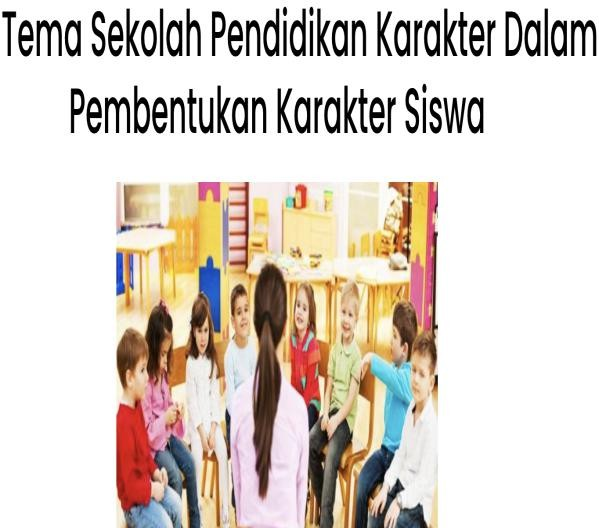 Tema Sekolah Pendidikan Karakter Dalam
Pembentukan Karakter Siswa